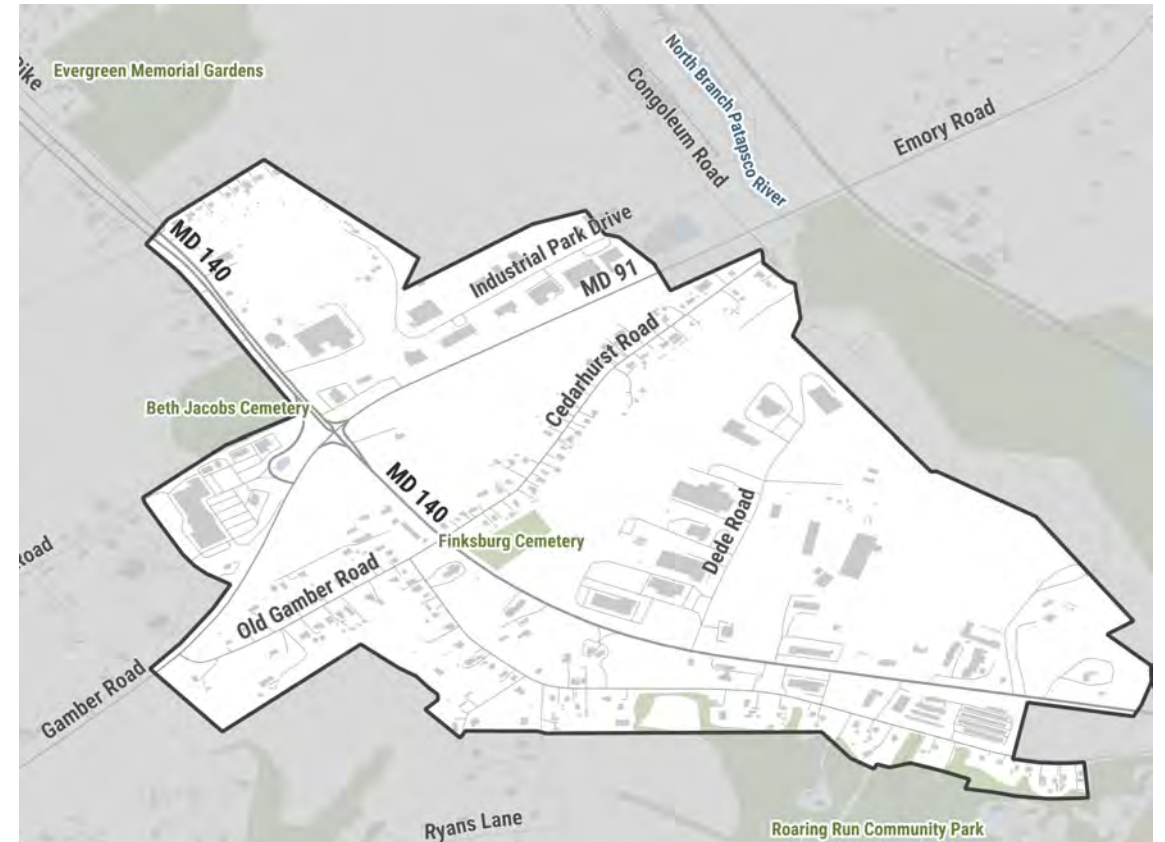 Pike
Evergreen Memorial Gardens
North Branch Patapsco River
Congoleum Road
Emory Road
MD 140
Industrial Park Drive
MD 91
Cedarhurst Road
Beth Jacobs Cemetery
MD 140
Dede Road
Finksburg Cemetery
Road
Old Gamber Road
Gamber Road
Ryans Lane
Roaring Run Community Park